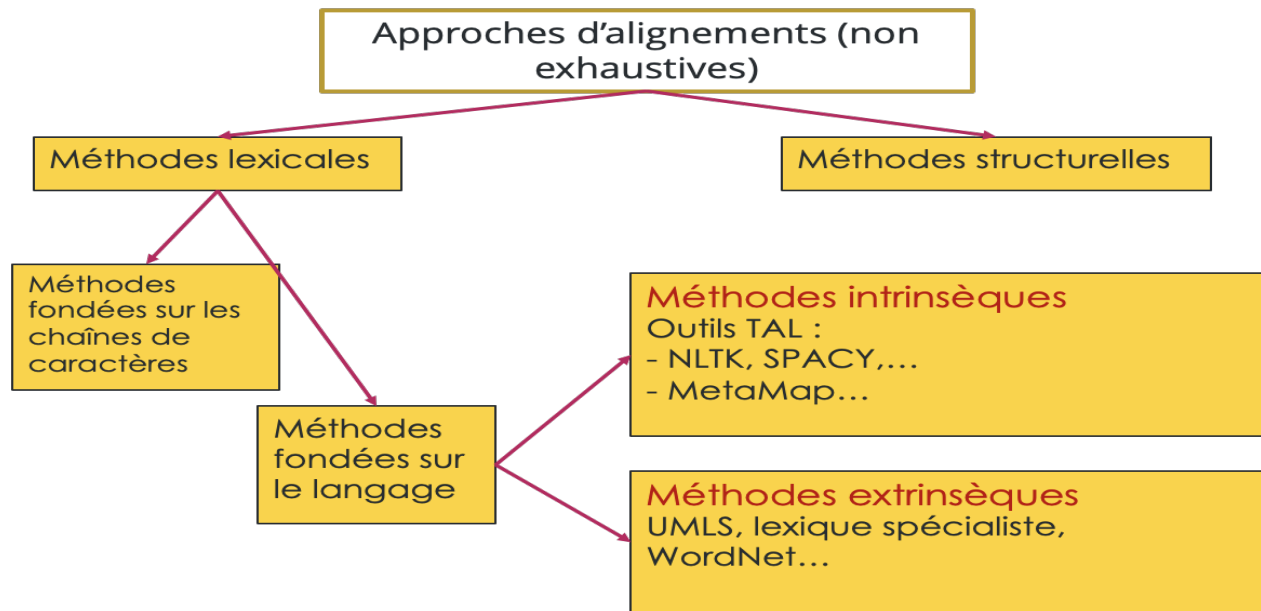 Approches d'alignements (non
exhaustives)
Méthodes lexicales
Méthodes structurelles
Méthodes
fondées sur les
chaînes de
caractères
Méthodes
fondées sur
le langage
Méthodes intrinsèques
Outils TAL :
- NLTK, SPACY,...
- MetaMap...
Méthodes extrinsèques
UMLS, lexique spécialiste,
WordNet...